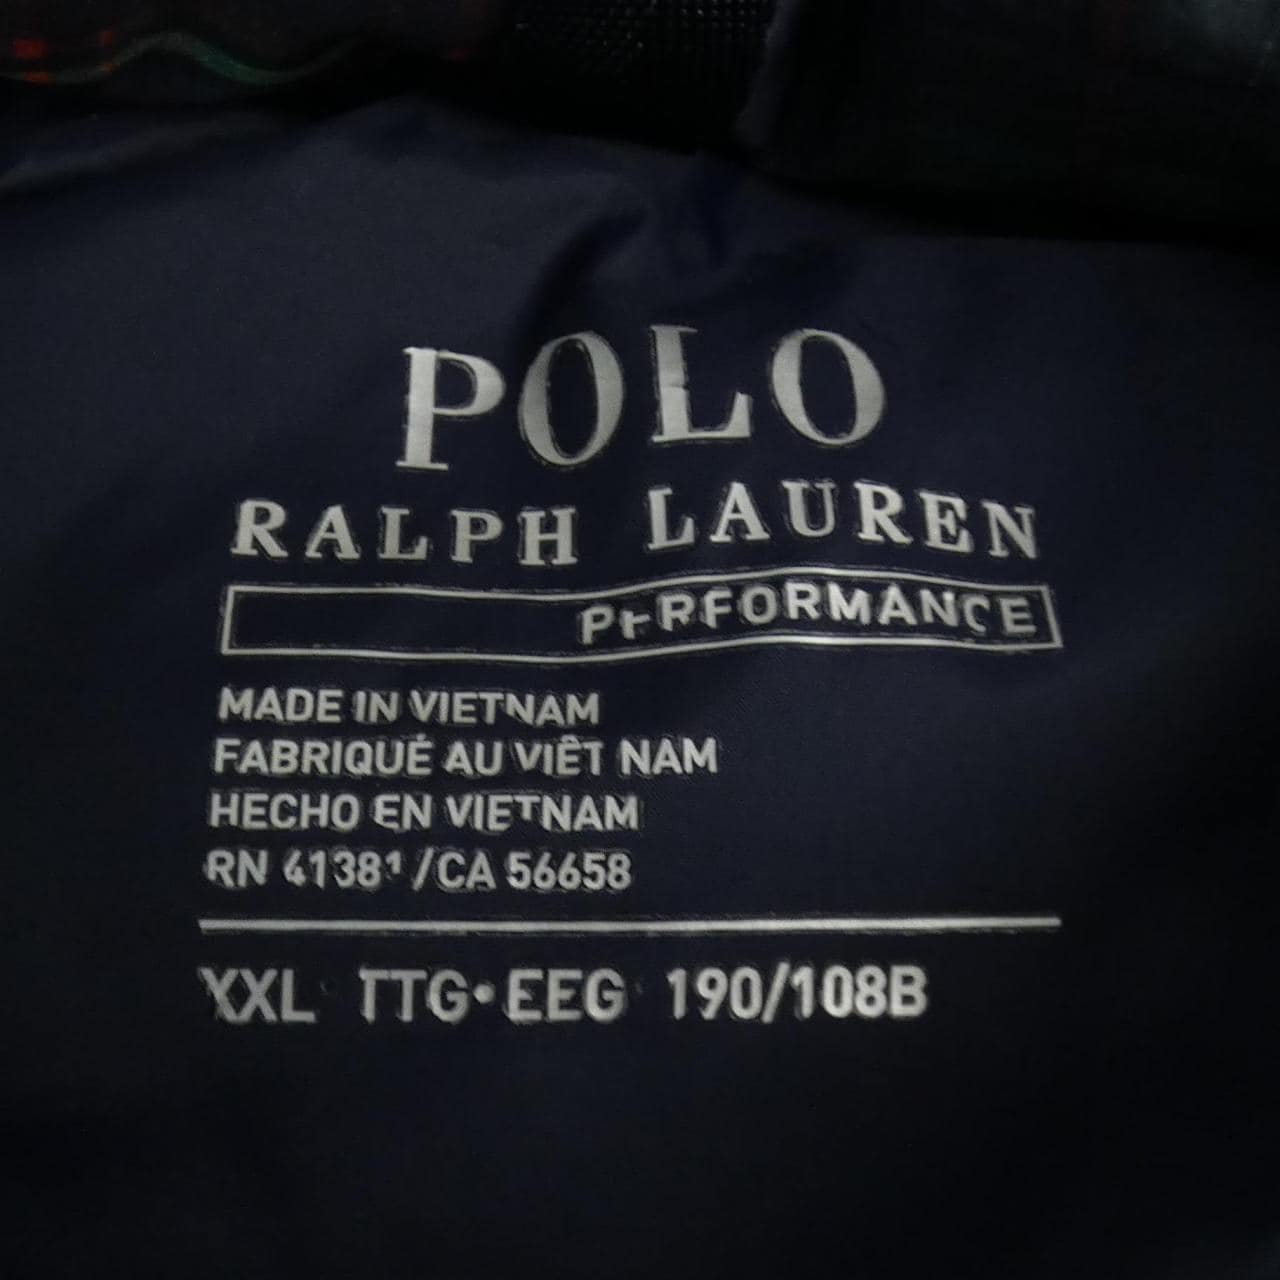 POLO
RALPH LAUREN
PERFORMANCE
MADE IN VIETNAM
FABRIQUÉ AU VIÊT NAM
HECHO EN VIETNAM
RN 41381 /CA 56658
XXL TTG•EEG 190/108B